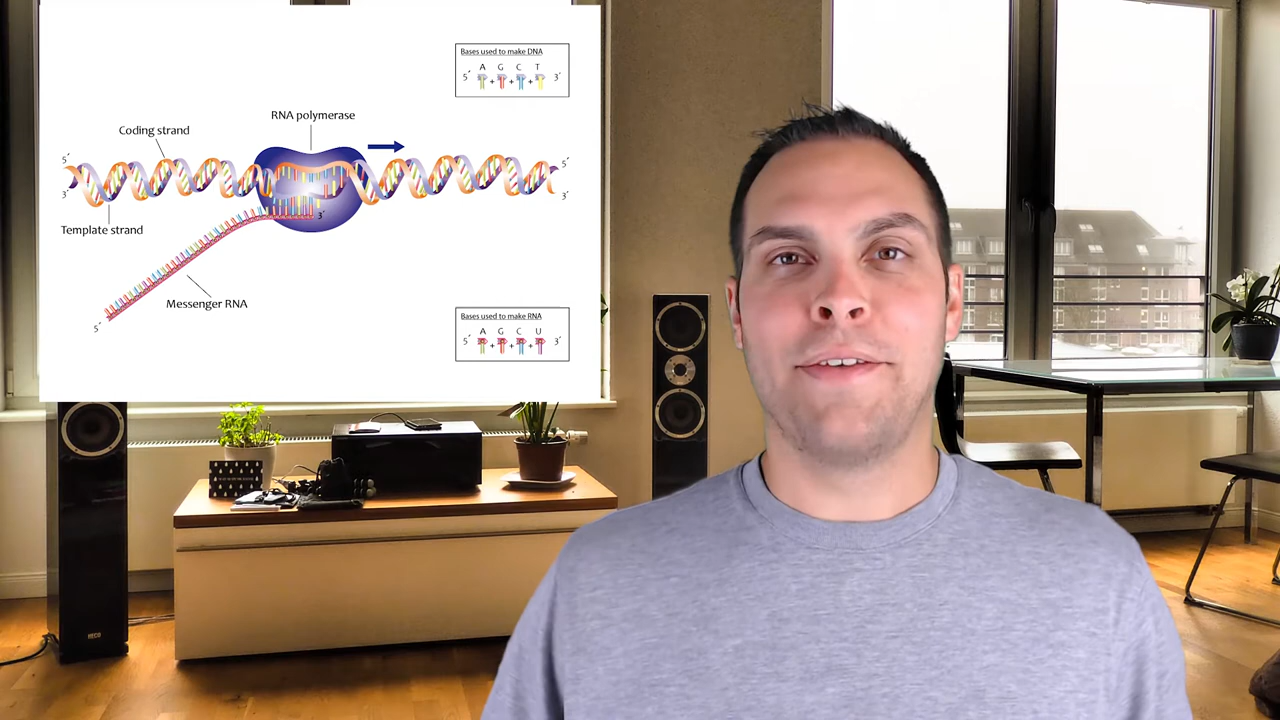 Bases used to make DNA
A G C T
5´ + + + 3´
RNA polymerase
Coding strand
5´ 5´
3´ 3´
3´
Template strand
Messenger RNA
5´
Bases used to make RNA
A G C U
5´ + + + 3´
HECO